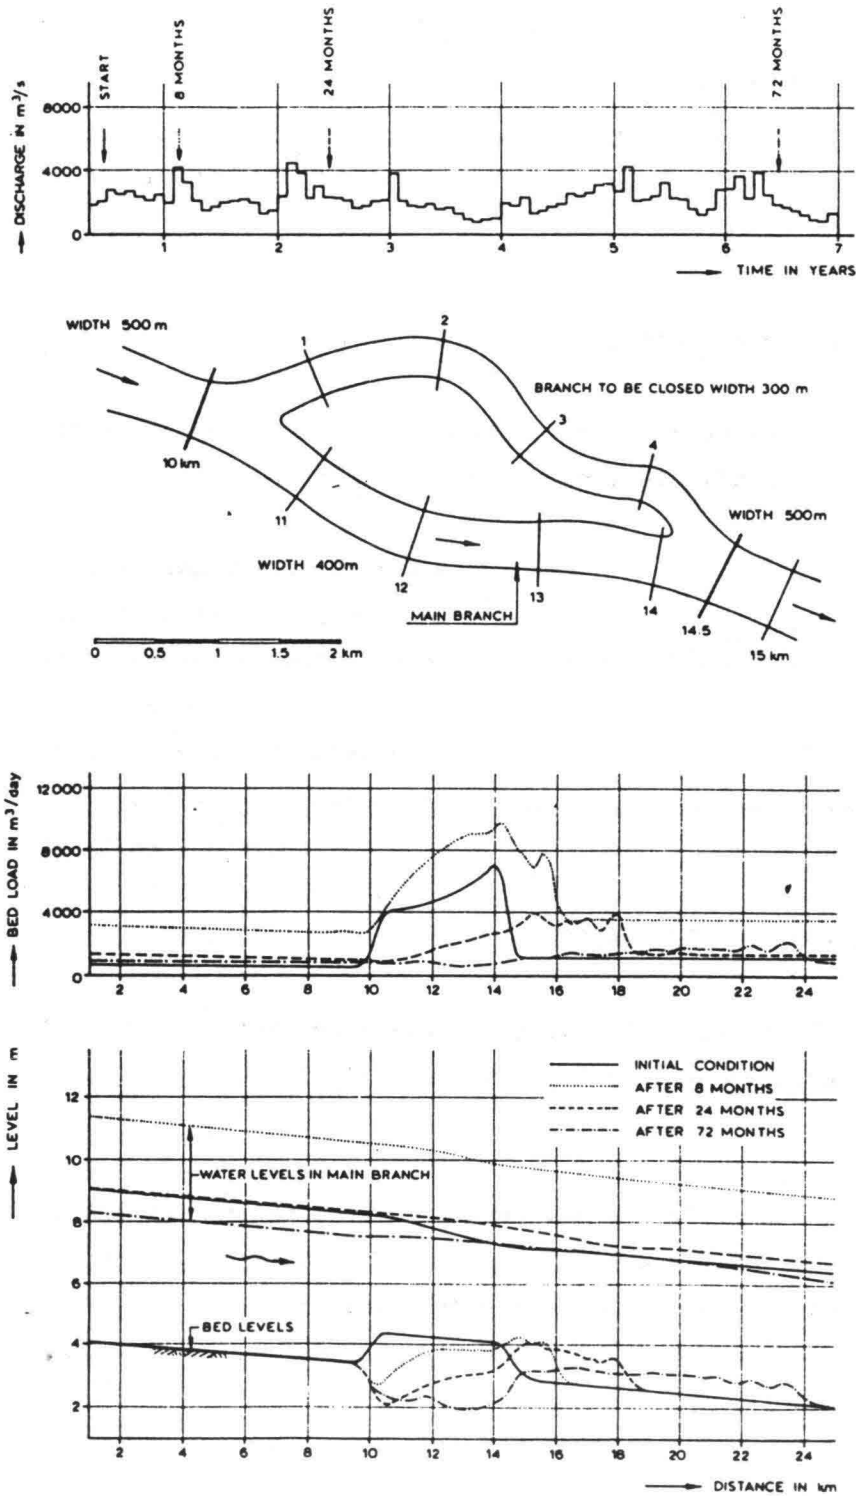 START
8 MONTHS
24 MONTHS
72 MONTHS
DISCHARGE IN m³/s
8000
4000
0
1 2 3 4 5 6 7
TIME IN YEARS
WIDTH 500 m
1
2
BRANCH TO BE CLOSED WIDTH 300 m
3
4
10 km
WIDTH 500m
11
WIDTH 400m
12
13
14
MAIN BRANCH
14.5
15 km
0 0.5 1 1.5 2 km
BED LOAD IN m³/day
12000
8000
4000
0
2 4 6 8 10 12 14 16 18 20 22 24
LEVEL IN m
INITIAL CONDITION
AFTER 8 MONTHS
AFTER 24 MONTHS
AFTER 72 MONTHS
12
10
WATER LEVELS IN MAIN BRANCH
8
6
BED LEVELS
4
2
2 4 6 8 10 12 14 16 18 20 22 24
DISTANCE IN km